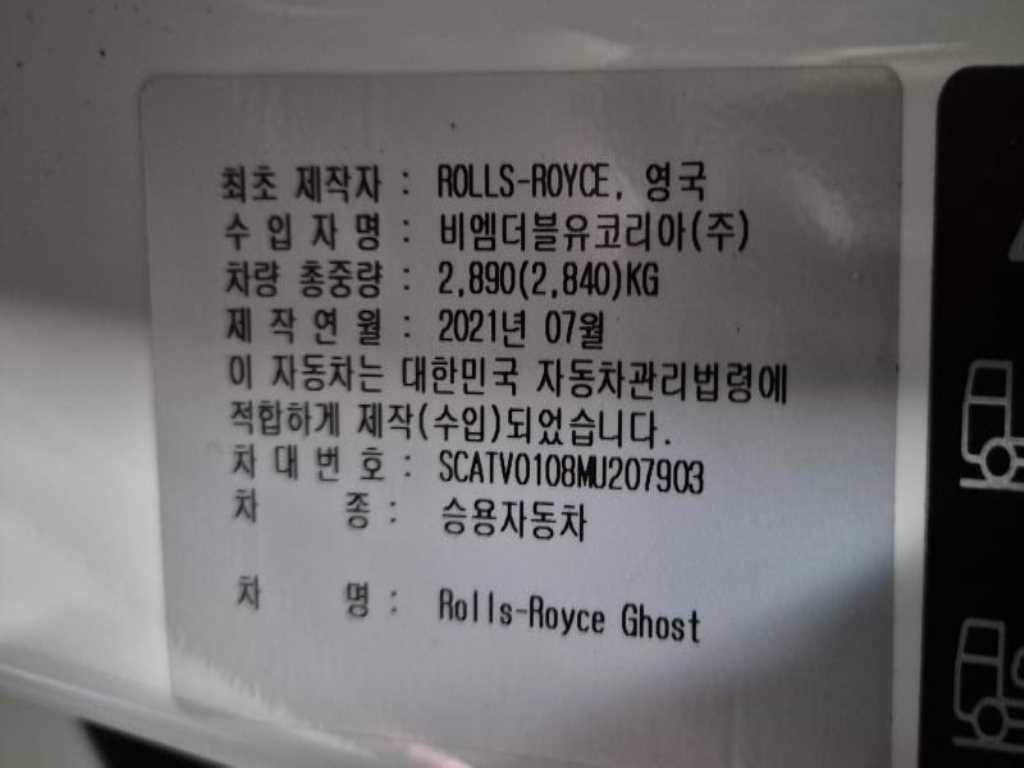 최초 제작자 : ROLLS-ROYCE, 영국
수 입 자 명 : 비엠더블유코리아(주)
차량 총중량 : 2,890(2,840)KG
제 작 연 월 : 2021년 07월
이 자동차는 대한민국 자동차관리법령에
적합하게 제작(수입)되었습니다.
차 대 번 호 : SCATV0108MU207903
차 종 : 승용자동차
차 명 : Rolls-Royce Ghost